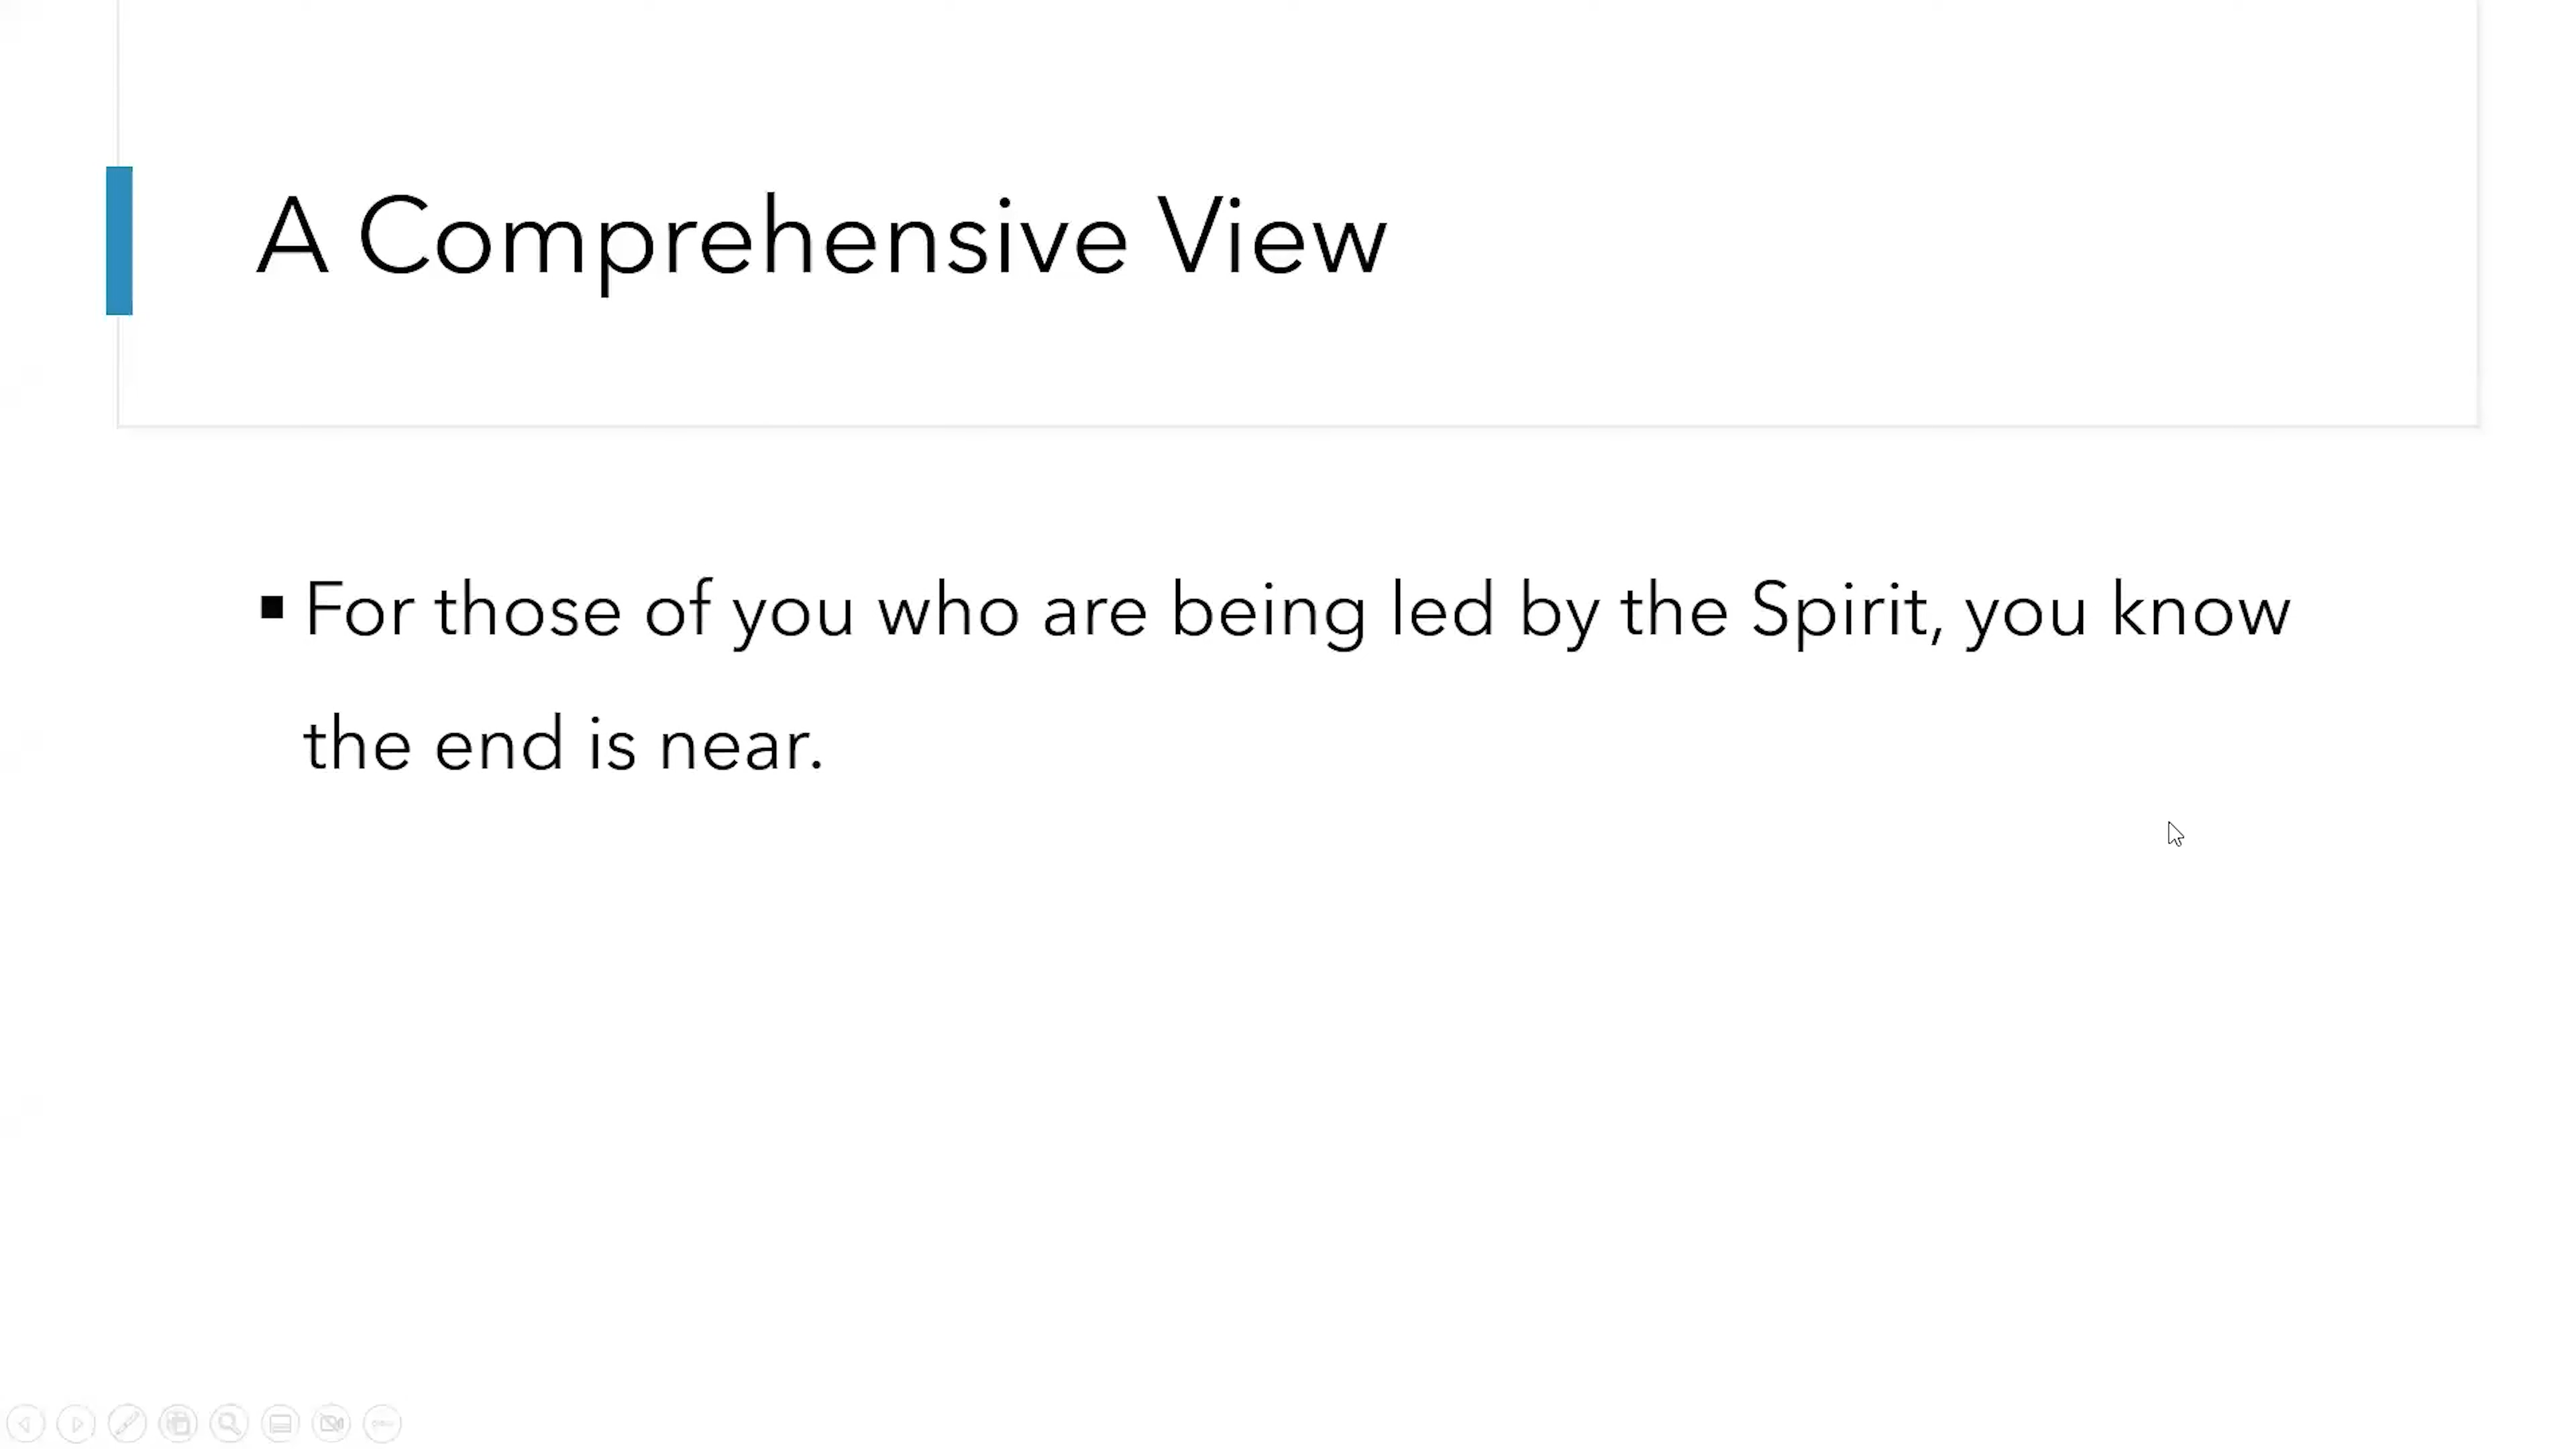 A Comprehensive View
▪ For those of you who are being led by the Spirit, you know
the end is near.